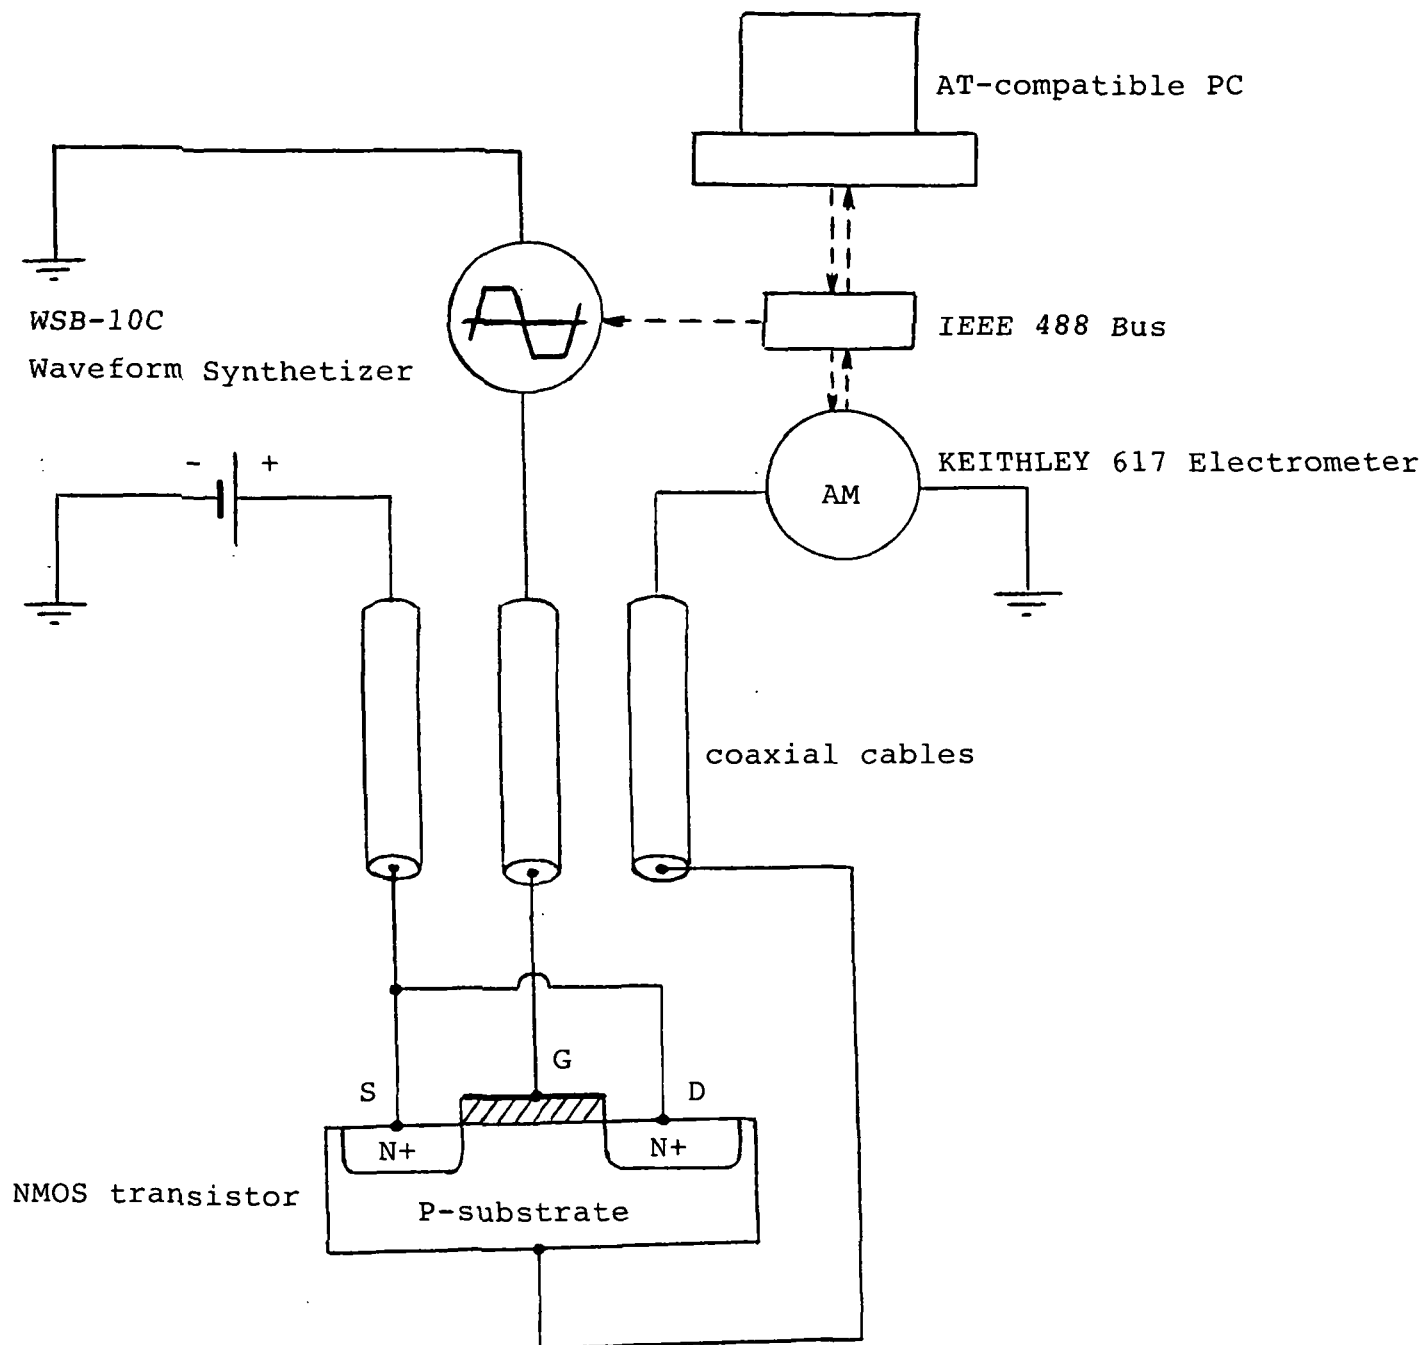 AT-compatible PC
WSB-10C
Waveform Synthetizer
IEEE 488 Bus
- +
KEITHLEY 617 Electrometer
AM
coaxial cables
G
S
D
N+
N+
NMOS transistor
P-substrate